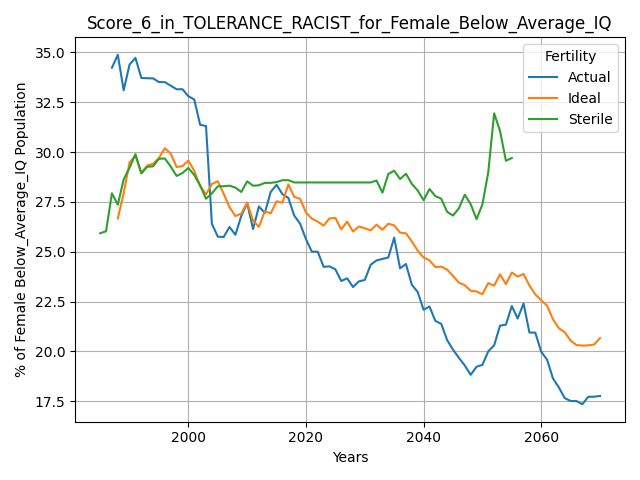 Score_6_in_TOLERANCE_RACIST_for_Female_Below_Average_IQ
% of Female Below_Average_IQ Population
35.0
32.5
30.0
27.5
25.0
22.5
20.0
17.5
Fertility
Actual
Ideal
Sterile
2000 2020 2040 2060
Years